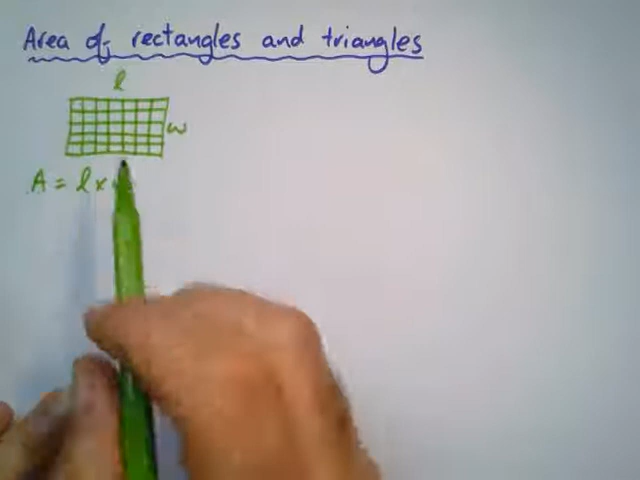 Area of rectangles and triangles
l
w
A = l ×